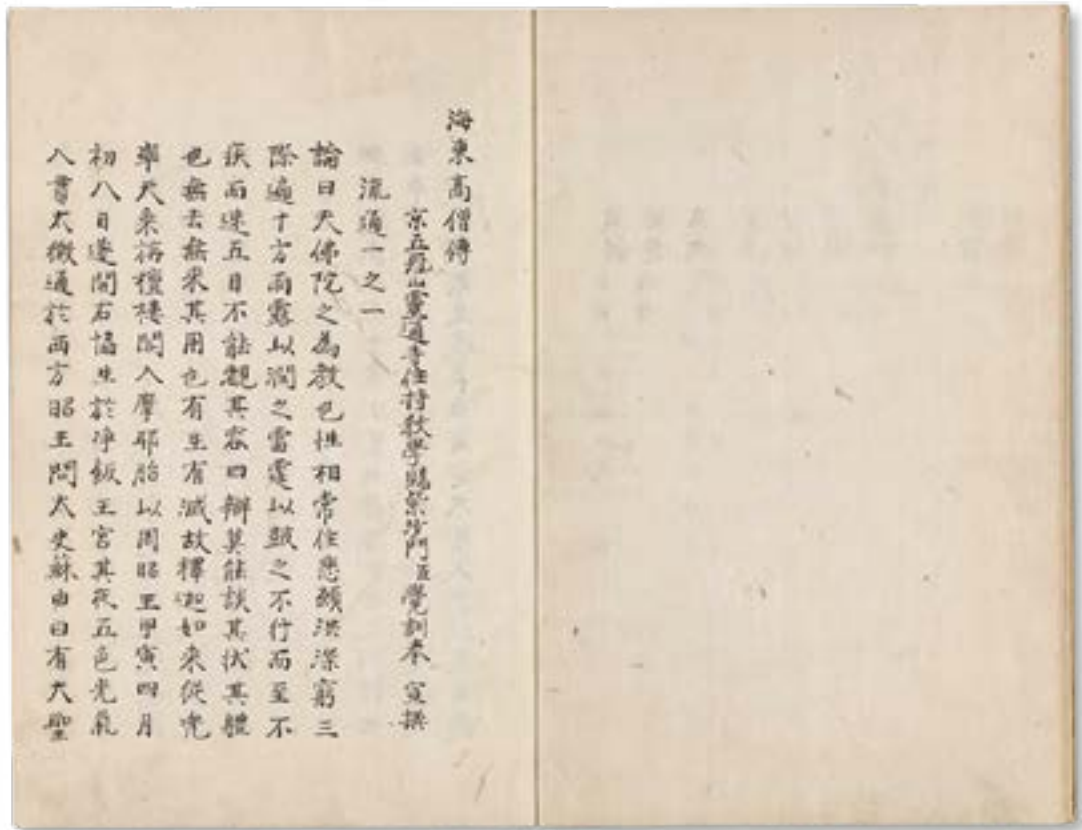 海東高僧傳
京五冠山靈通寺住持教學賜紫沙門臣覺訓奉 宣撰
流通一之一
論曰夫佛陀之為教也性相常住悲願洪深窮三
際遍十方雨露以潤之雷霆以鼓之不行而至不
疾而速五目不能覩其容四辯莫能談其狀其體
也無去無來其用也有生有滅故釋迦如來從兜
率天乘栴檀樓閣入摩耶胎以周昭王甲寅四月
初八日遂開右脇生於淨飯王宮其夜五色光氣
入貫太微通於西方昭王問太史蘇由曰有大聖